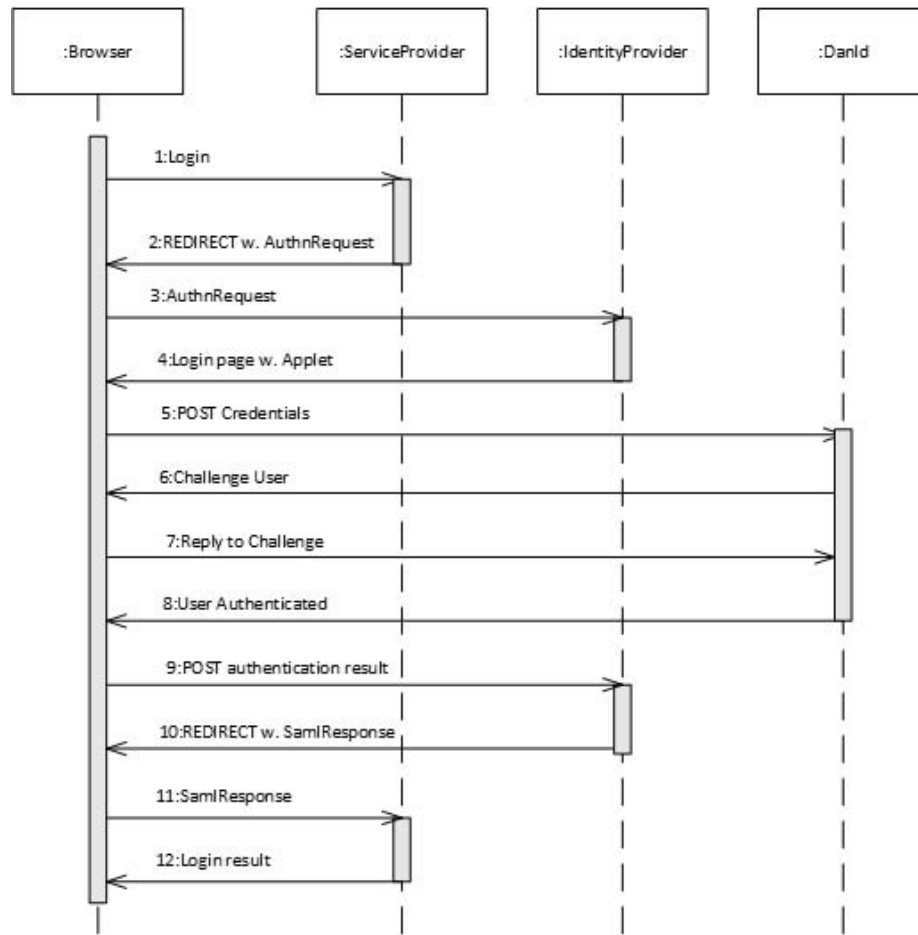 :Browser
:ServiceProvider
:IdentityProvider
:DanId
1:Login
2:REDIRECT w. AuthnRequest
3:AuthnRequest
4:Login page w. Applet
5:POST Credentials
6:Challenge User
7:Reply to Challenge
8:User Authenticated
9:POST authentication result
10:REDIRECT w. SamlResponse
11:SamlResponse
12:Login result